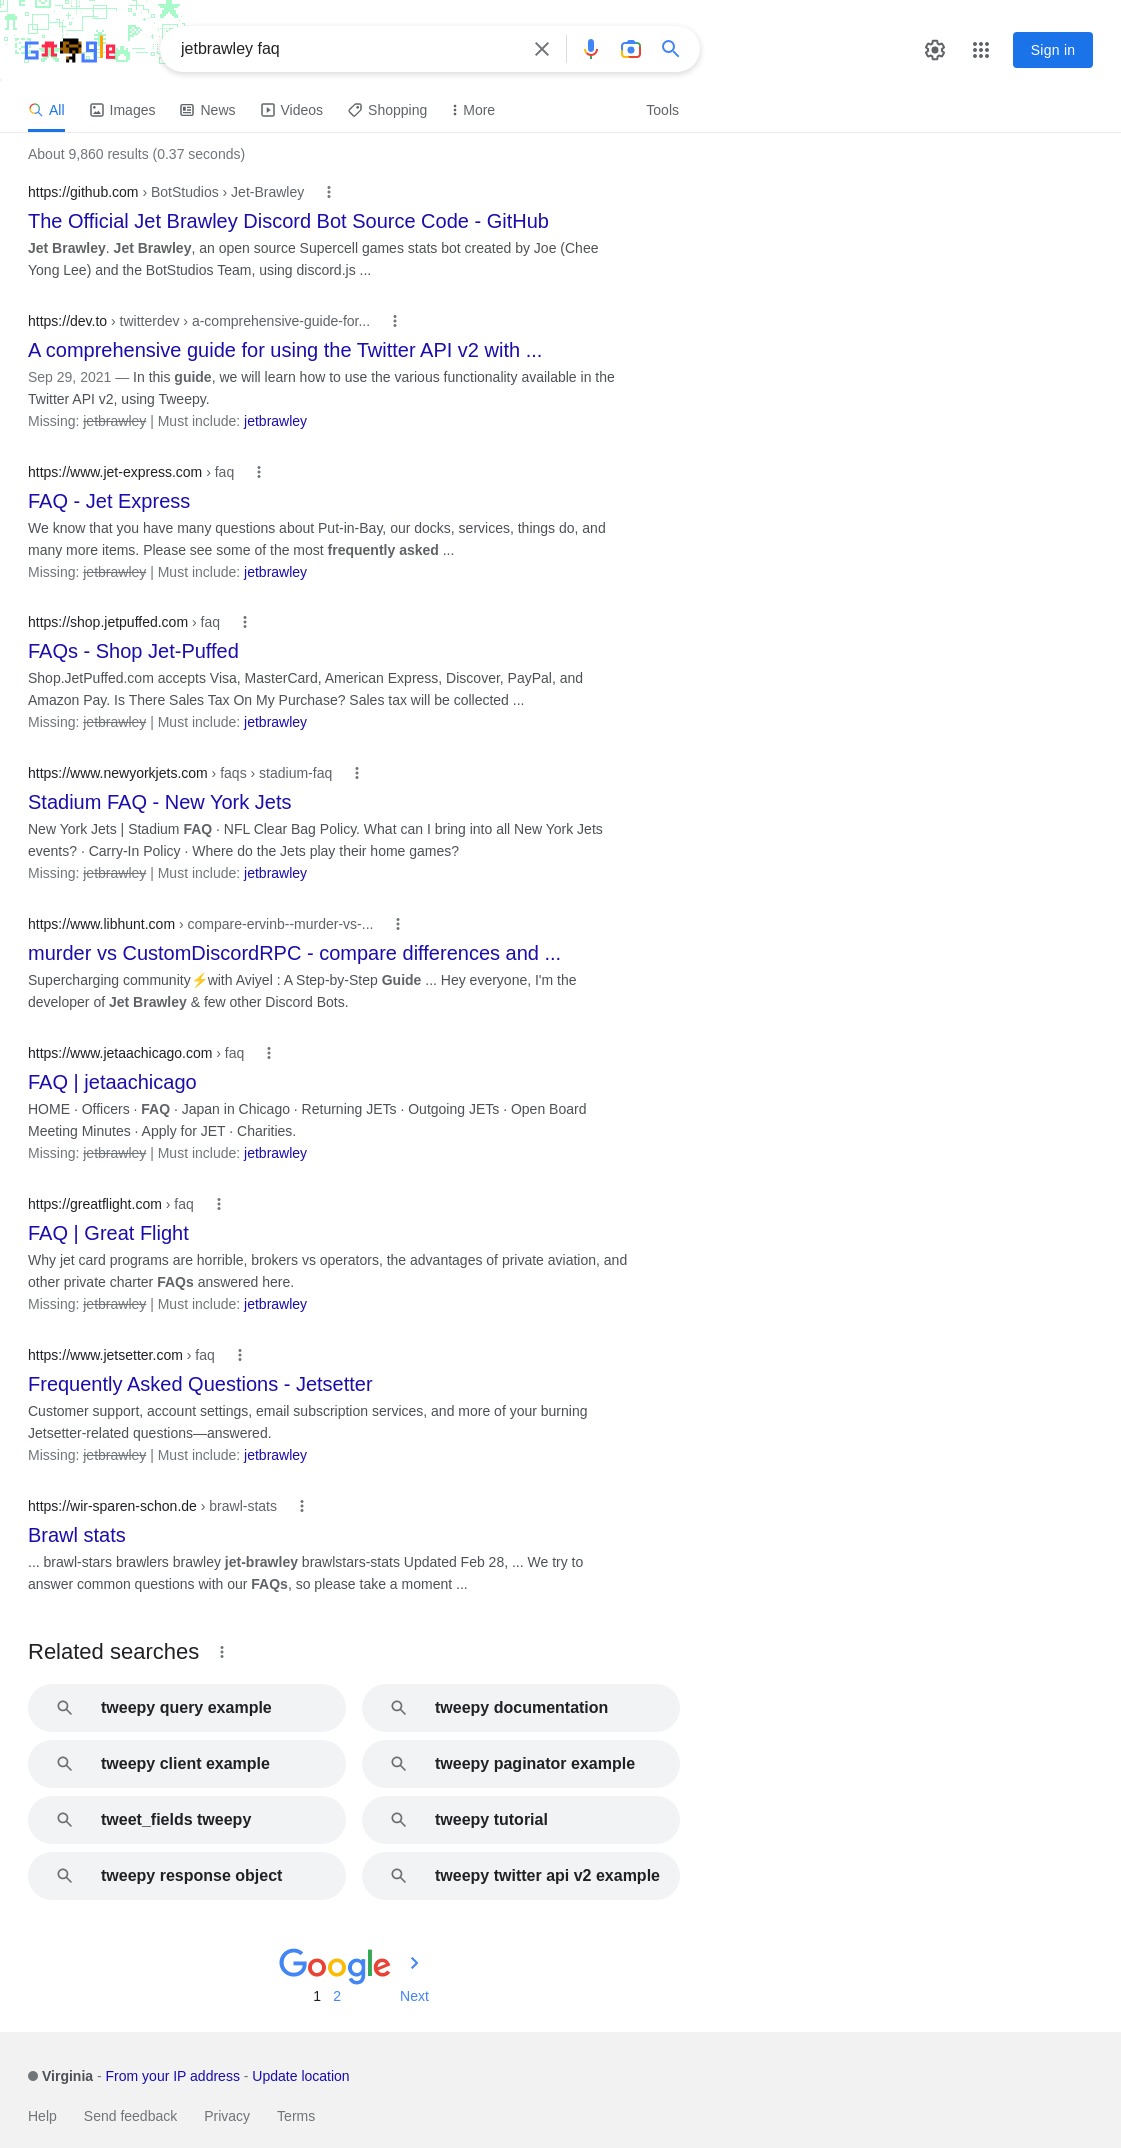 Google
jetbrawley faq
Sign in
All
Images
News
Videos
Shopping
More
Tools
About 9,860 results (0.37 seconds)
https://github.com › BotStudios › Jet-Brawley
The Official Jet Brawley Discord Bot Source Code - GitHub
Jet Brawley. Jet Brawley, an open source Supercell games stats bot created by Joe (Chee
Yong Lee) and the BotStudios Team, using discord.js ...
https://dev.to › twitterdev › a-comprehensive-guide-for...
A comprehensive guide for using the Twitter API v2 with ...
Sep 29, 2021 — In this guide, we will learn how to use the various functionality available in the
Twitter API v2, using Tweepy.
Missing: jetbrawley | Must include: jetbrawley
https://www.jet-express.com › faq
FAQ - Jet Express
We know that you have many questions about Put-in-Bay, our docks, services, things do, and
many more items. Please see some of the most frequently asked ...
Missing: jetbrawley | Must include: jetbrawley
https://shop.jetpuffed.com › faq
FAQs - Shop Jet-Puffed
Shop.JetPuffed.com accepts Visa, MasterCard, American Express, Discover, PayPal, and
Amazon Pay. Is There Sales Tax On My Purchase? Sales tax will be collected ...
Missing: jetbrawley | Must include: jetbrawley
https://www.newyorkjets.com › faqs › stadium-faq
Stadium FAQ - New York Jets
New York Jets | Stadium FAQ · NFL Clear Bag Policy. What can I bring into all New York Jets
events? · Carry-In Policy · Where do the Jets play their home games?
Missing: jetbrawley | Must include: jetbrawley
https://www.libhunt.com › compare-ervinb--murder-vs-...
murder vs CustomDiscordRPC - compare differences and ...
Supercharging community⚡with Aviyel : A Step-by-Step Guide ... Hey everyone, I'm the
developer of Jet Brawley & few other Discord Bots.
https://www.jetaachicago.com › faq
FAQ | jetaachicago
HOME · Officers · FAQ · Japan in Chicago · Returning JETs · Outgoing JETs · Open Board
Meeting Minutes · Apply for JET · Charities.
Missing: jetbrawley | Must include: jetbrawley
https://greatflight.com › faq
FAQ | Great Flight
Why jet card programs are horrible, brokers vs operators, the advantages of private aviation, and
other private charter FAQs answered here.
Missing: jetbrawley | Must include: jetbrawley
https://www.jetsetter.com › faq
Frequently Asked Questions - Jetsetter
Customer support, account settings, email subscription services, and more of your burning
Jetsetter-related questions—answered.
Missing: jetbrawley | Must include: jetbrawley
https://wir-sparen-schon.de › brawl-stats
Brawl stats
... brawl-stars brawlers brawley jet-brawley brawlstars-stats Updated Feb 28, ... We try to
answer common questions with our FAQs, so please take a moment ...
Related searches
tweepy query example
tweepy documentation
tweepy client example
tweepy paginator example
tweet_fields tweepy
tweepy tutorial
tweepy response object
tweepy twitter api v2 example
Google
1 2 Next
Virginia - From your IP address - Update location
Help Send feedback Privacy Terms